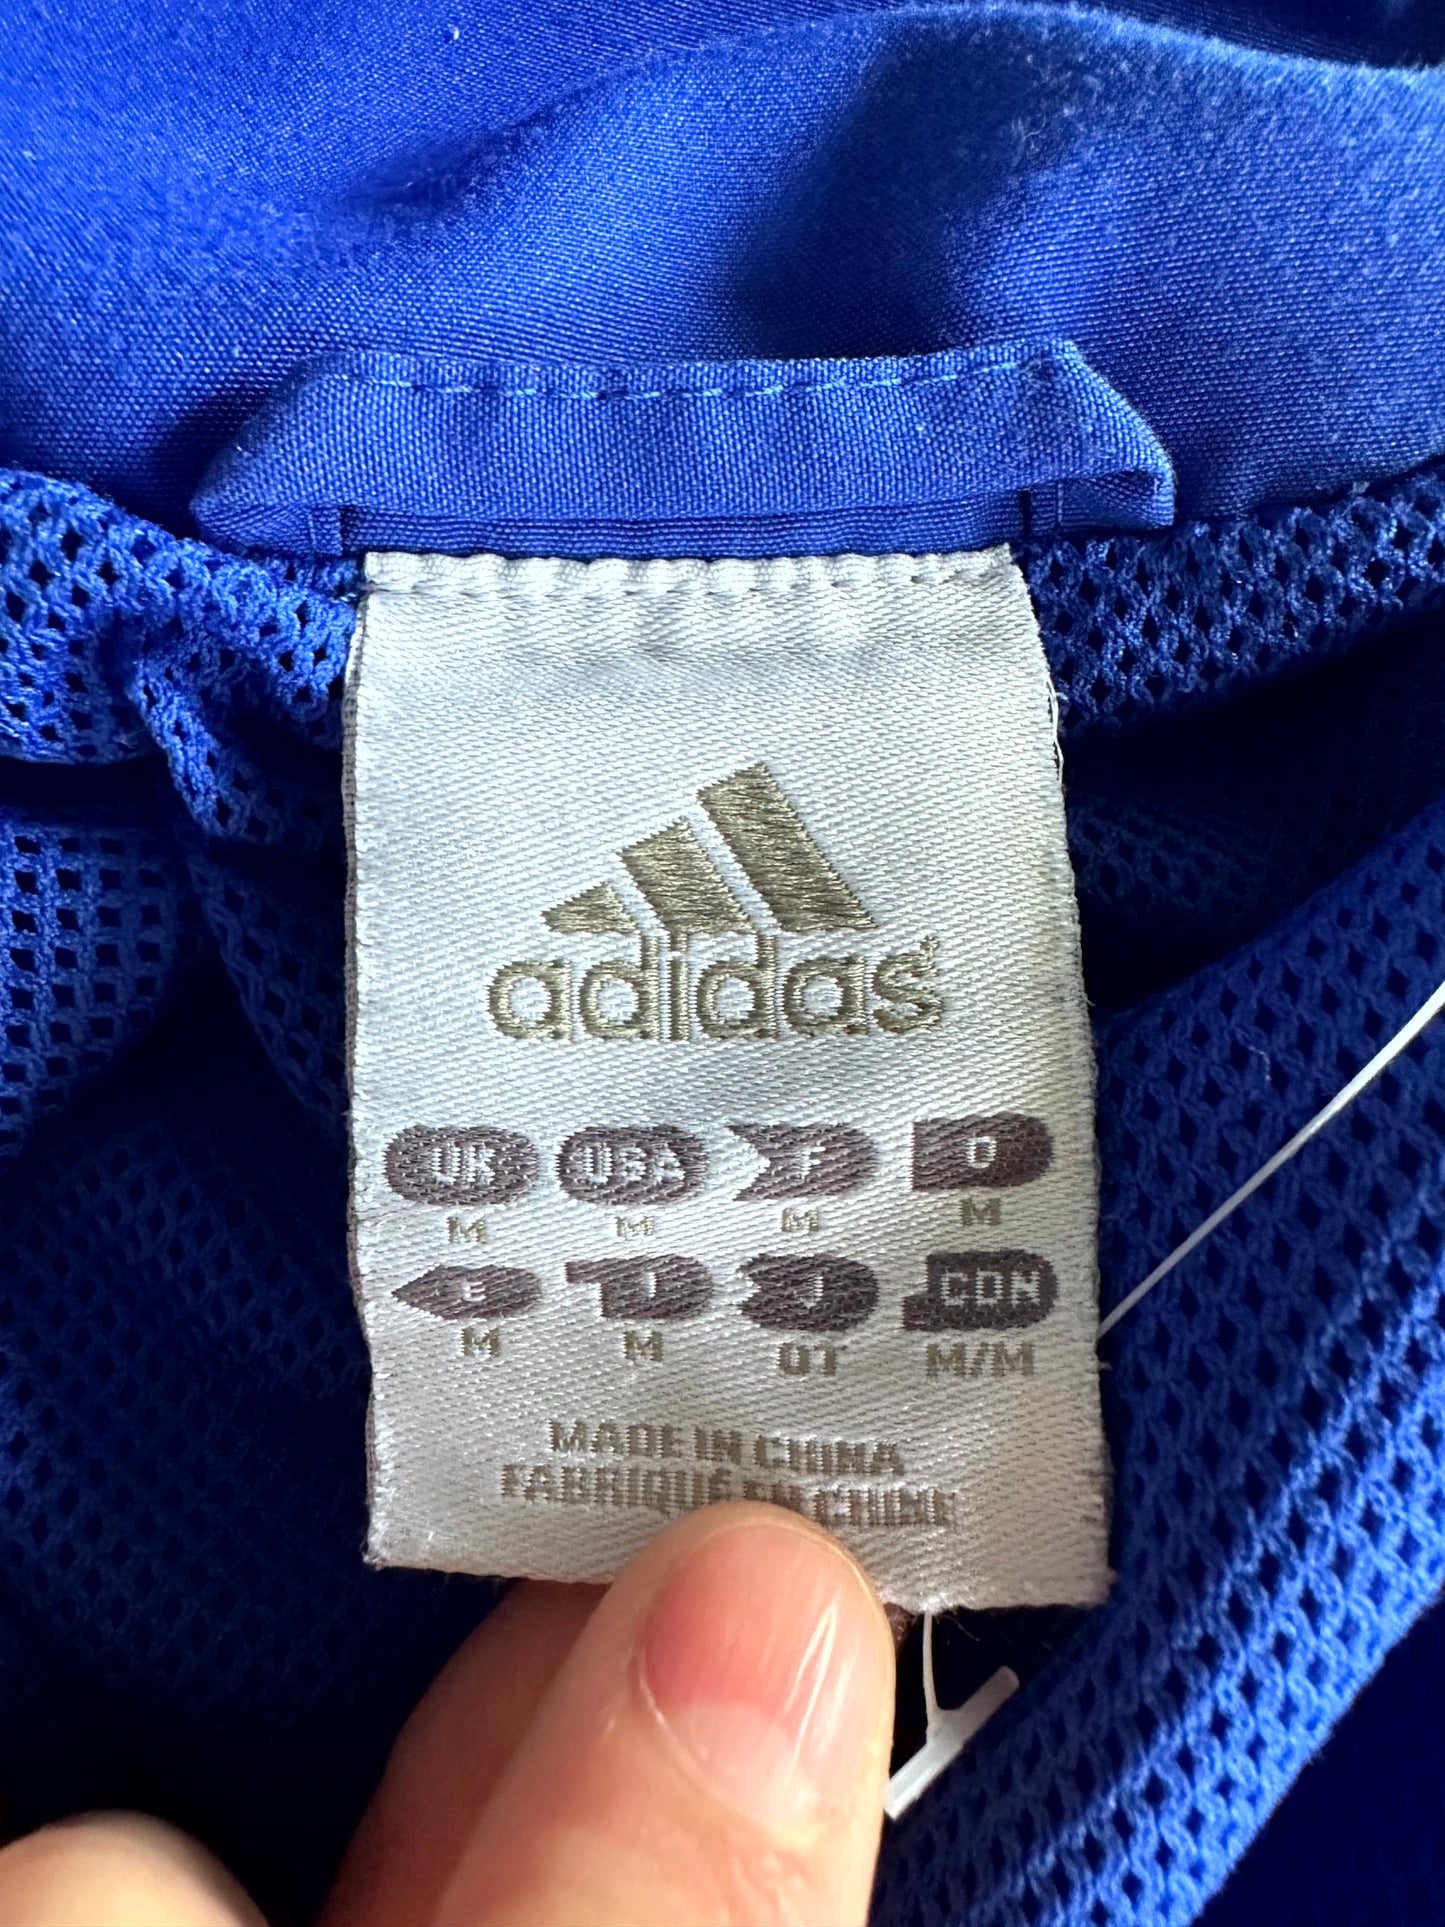 adidas
UK USA F D
M M M M
E I J CDN
M M OT M/M
MADE IN CHINA
FABRIQUÉ EN CHINE